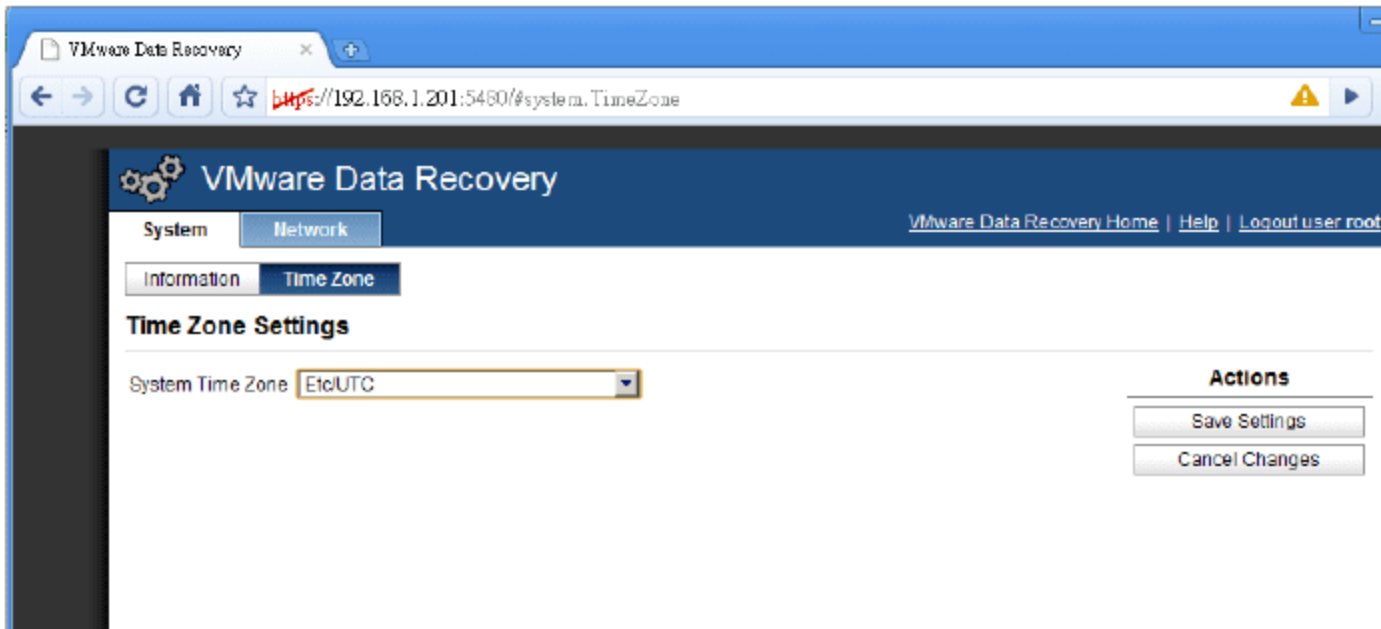 VMware Data Recovery
https://192.168.1.201:5480/#system.TimeZone
VMware Data Recovery
System Network VMware Data Recovery Home | Help | Logout user root
Information Time Zone
Time Zone Settings
System Time Zone Etc/UTC
Actions
Save Settings
Cancel Changes